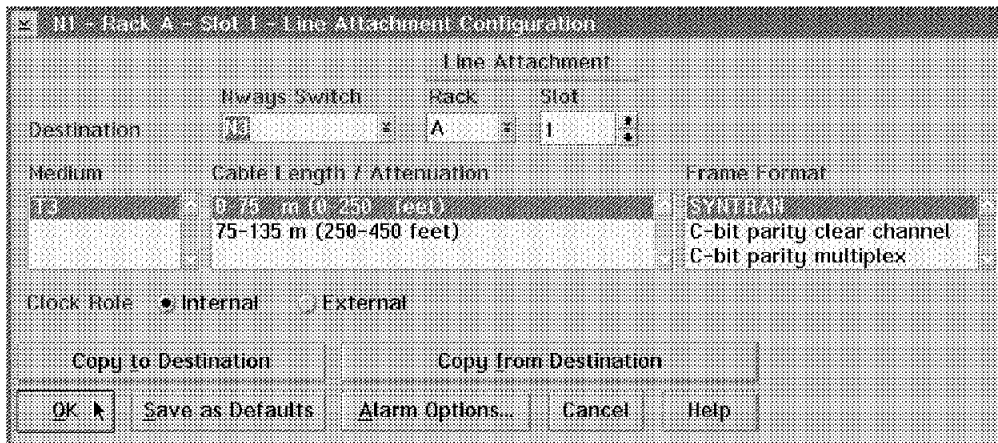 N1 - Rack A - Slot 1 - Line Attachment Configuration
Line Attachment
Nways Switch Rack Slot
Destination N3 A 1
Medium Cable Length / Attenuation Frame Format
T3 0-75 m (0-250 feet) SYNTRAN
75-135 m (250-450 feet) C-bit parity clear channel
C-bit parity multiplex
Clock Role Internal External
Copy to Destination Copy from Destination
OK Save as Defaults Alarm Options... Cancel Help